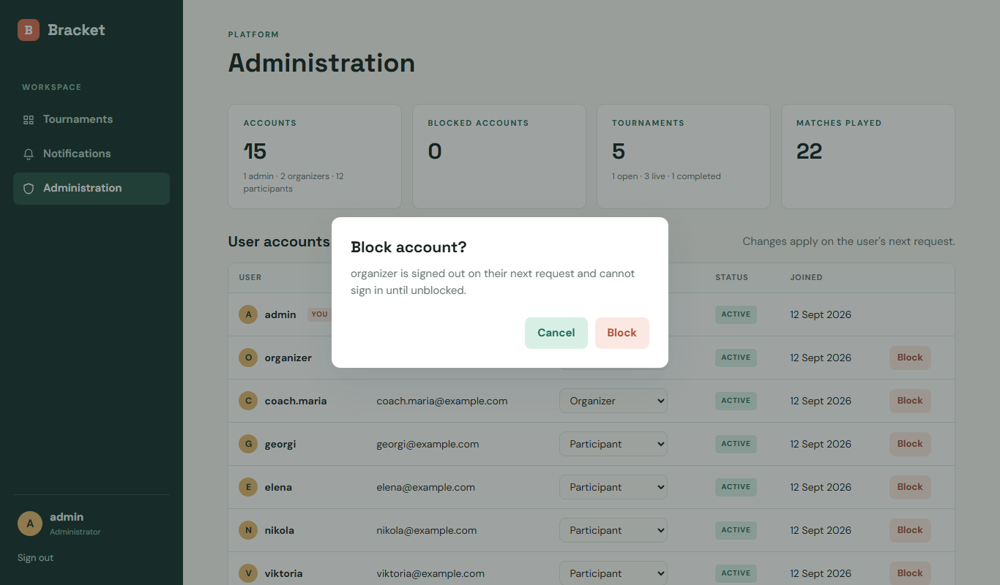 B Bracket
WORKSPACE
Tournaments
Notifications
Administration
A admin
Administrator
Sign out
PLATFORM
Administration
ACCOUNTS
15
1 admin · 2 organizers · 12
participants
BLOCKED ACCOUNTS
0
TOURNAMENTS
5
1 open · 3 live · 1 completed
MATCHES PLAYED
22
User accounts
Changes apply on the user's next request.
Block account?
organizer is signed out on their next request and cannot
sign in until unblocked.
Cancel Block
USER STATUS JOINED
A admin YOU ACTIVE 12 Sept 2026
O organizer ACTIVE 12 Sept 2026 Block
C coach.maria coach.maria@example.com Organizer ACTIVE 12 Sept 2026 Block
G georgi georgi@example.com Participant ACTIVE 12 Sept 2026 Block
E elena elena@example.com Participant ACTIVE 12 Sept 2026 Block
N nikola nikola@example.com Participant ACTIVE 12 Sept 2026 Block
V viktoria viktoria@example.com Participant ACTIVE 12 Sept 2026 Block